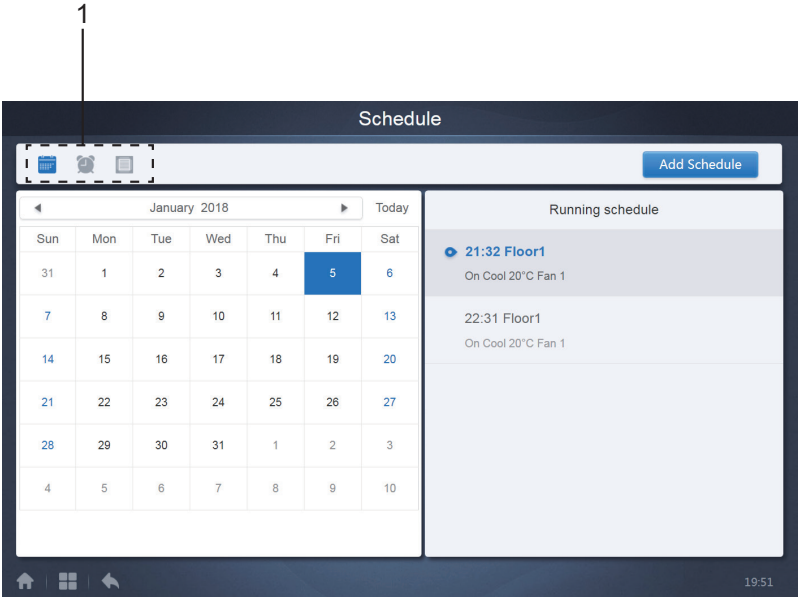 1
Schedule
Add Schedule
January 2018
Today
Sun Mon Tue Wed Thu Fri Sat
31 1 2 3 4 5 6
7 8 9 10 11 12 13
14 15 16 17 18 19 20
21 22 23 24 25 26 27
28 29 30 31 1 2 3
4 5 6 7 8 9 10
Running schedule
21:32 Floor1
On Cool 20°C Fan 1
22:31 Floor1
On Cool 20°C Fan 1
19:51